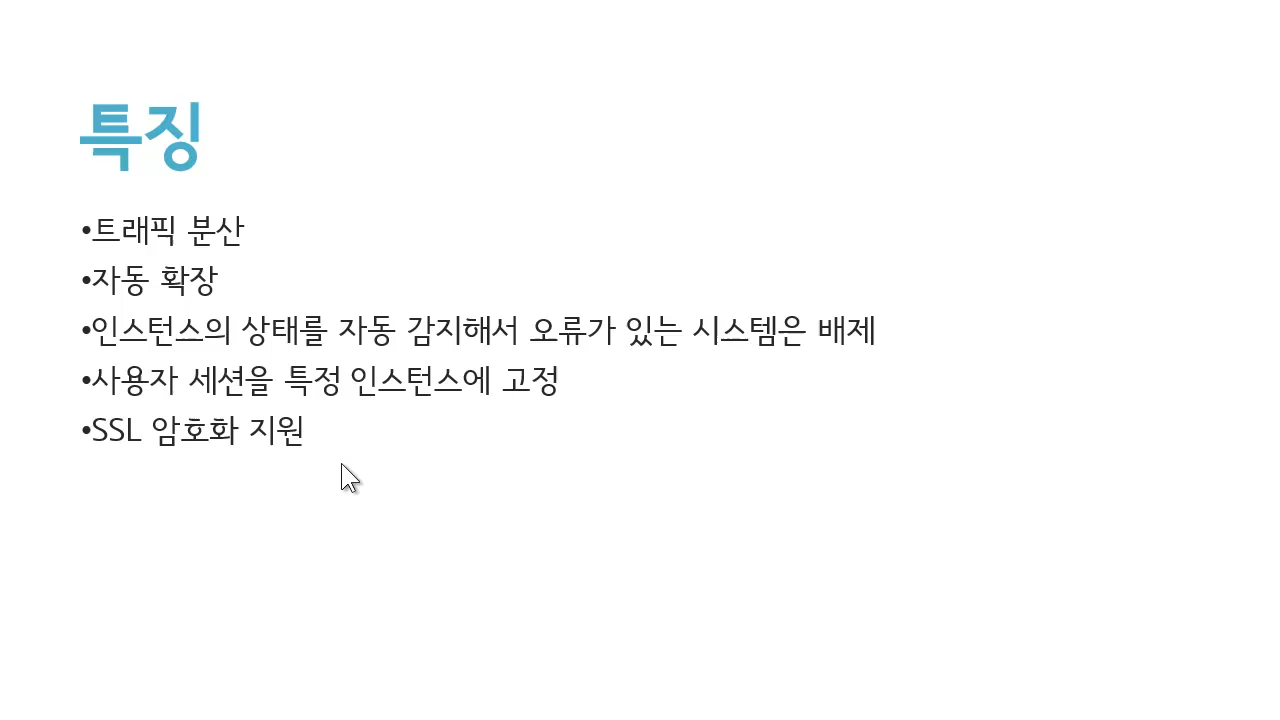 특징
•트래픽 분산
•자동 확장
•인스턴스의 상태를 자동 감지해서 오류가 있는 시스템은 배제
•사용자 세션을 특정 인스턴스에 고정
•SSL 암호화 지원